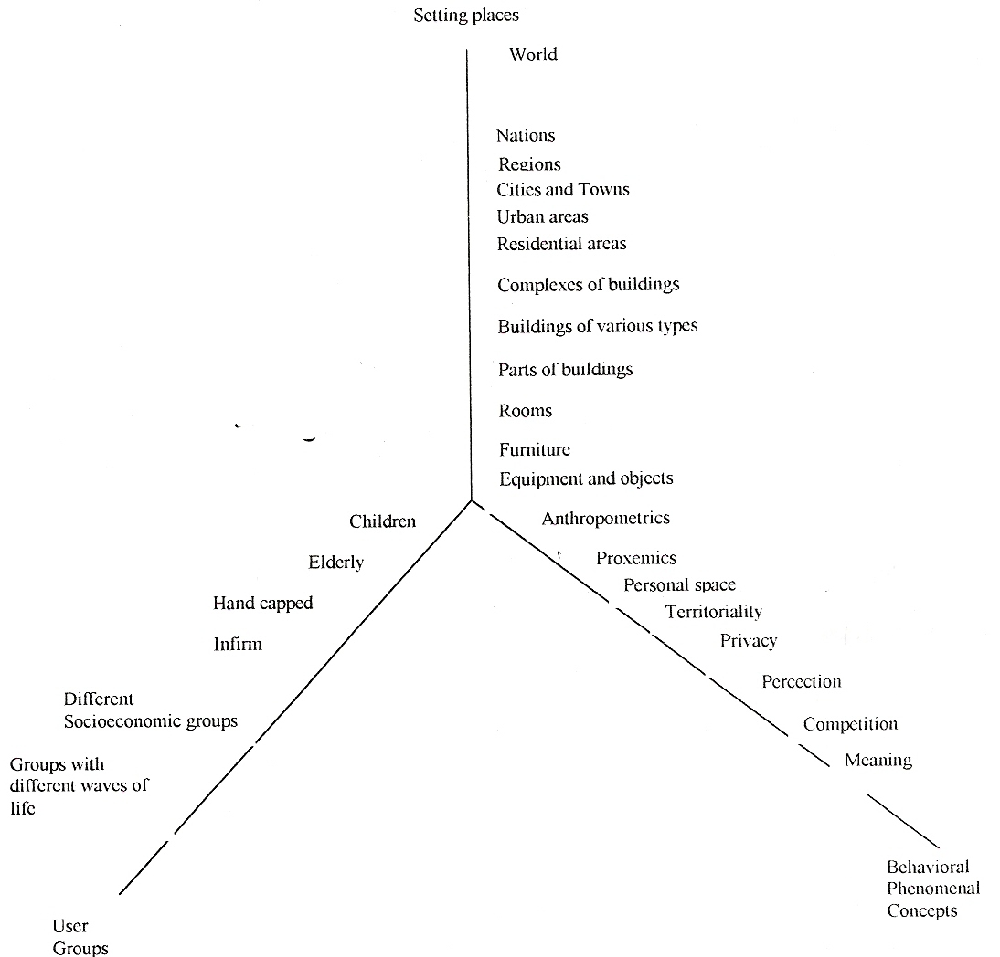 Setting places
World
Nations
Regions
Cities and Towns
Urban areas
Residential areas
Complexes of buildings
Buildings of various types
Parts of buildings
Rooms
Furniture
Equipment and objects
Children
Elderly
Hand capped
Infirm
Different
Socioeconomic groups
Groups with
different waves of
life
User
Groups
Anthropometrics
Proxemics
Personal space
Territoriality
Privacy
Percection
Competition
Meaning
Behavioral
Phenomenal
Concepts